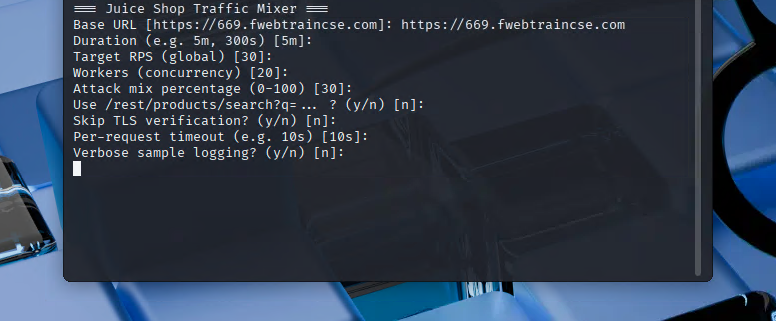 === Juice Shop Traffic Mixer ===
Base URL [https://669.fwebtraincse.com]: https://669.fwebtraincse.com
Duration (e.g. 5m, 300s) [5m]:
Target RPS (global) [30]:
Workers (concurrency) [20]:
Attack mix percentage (0-100) [30]:
Use /rest/products/search?q=... ? (y/n) [n]:
Skip TLS verification? (y/n) [n]:
Per-request timeout (e.g. 10s) [10s]:
Verbose sample logging? (y/n) [n]: